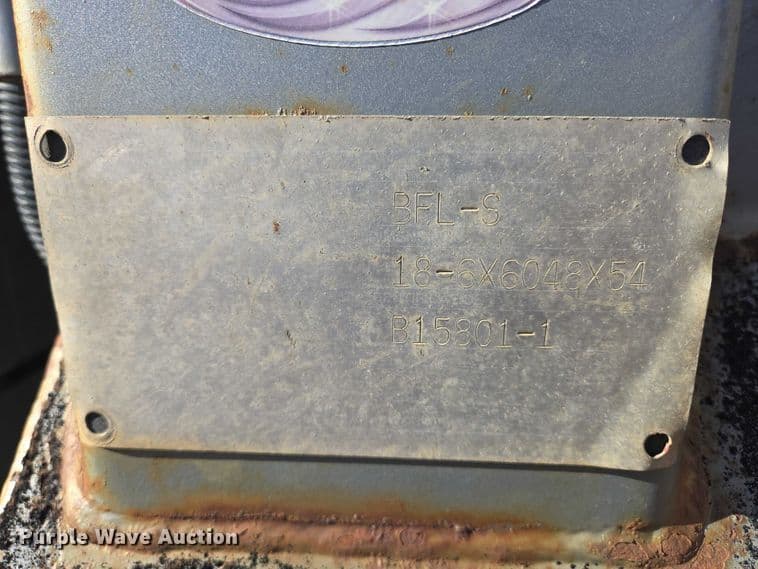 BFL-S
18-6X6048X54
B15801-1
Purple Wave Auction